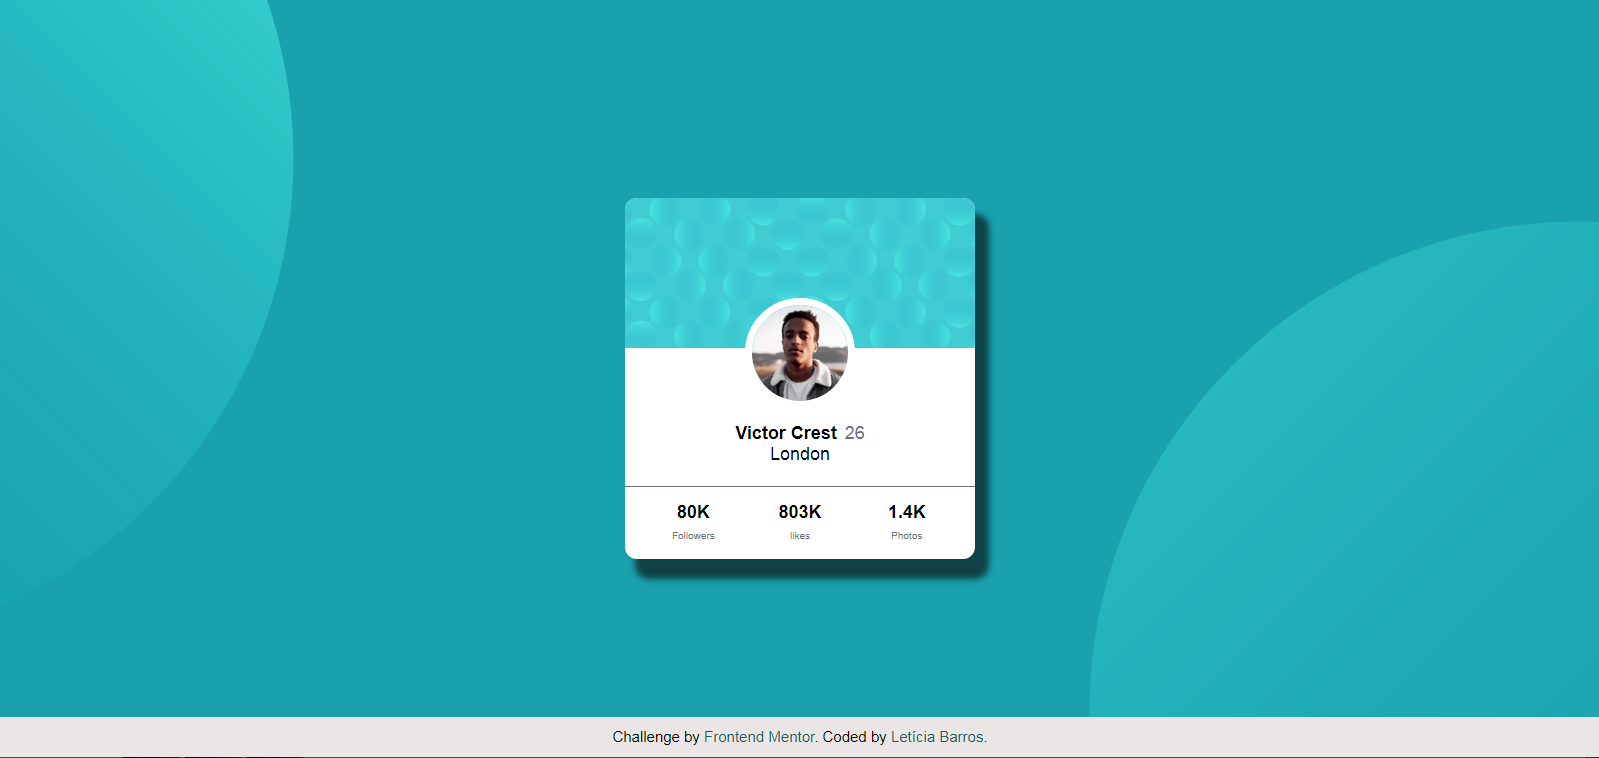 Victor Crest 26
London
80K 803K 1.4K
Followers likes Photos
Challenge by Frontend Mentor. Coded by Letícia Barros.